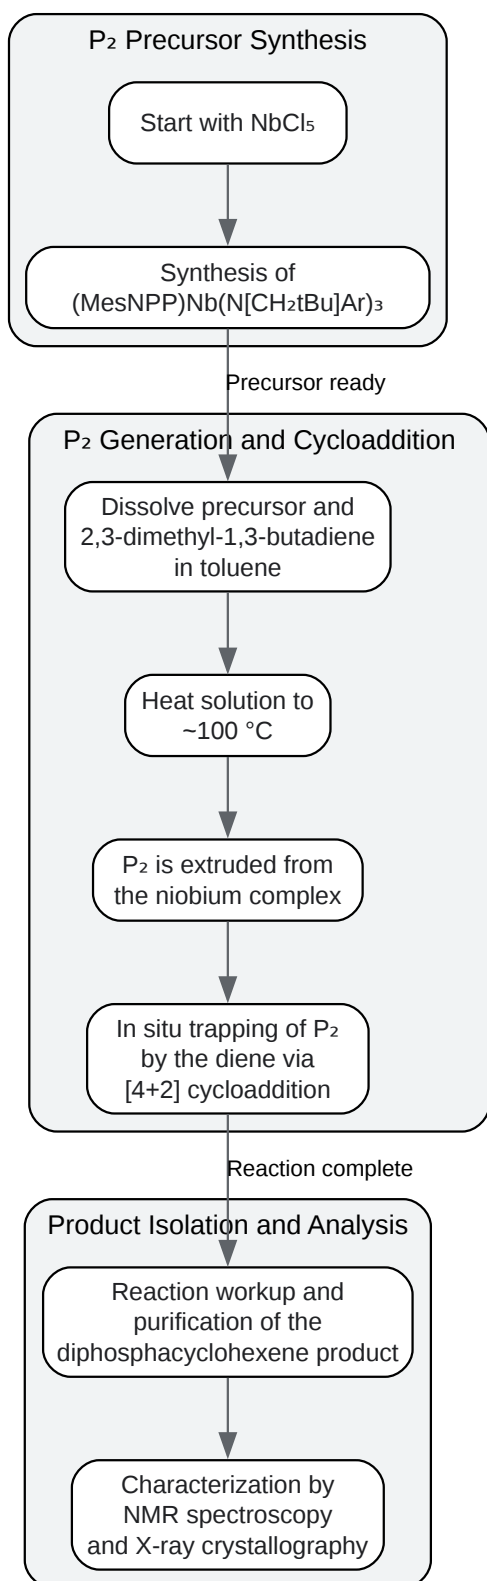 P₂ Precursor Synthesis
Start with NbCl₅
Synthesis of
(MesNPP)Nb(N[CH₂tBu]Ar)₃
Precursor ready
P₂ Generation and Cycloaddition
Dissolve precursor and
2,3-dimethyl-1,3-butadiene
in toluene
Heat solution to
~100 °C
P₂ is extruded from
the niobium complex
In situ trapping of P₂
by the diene via
[4+2] cycloaddition
Reaction complete
Product Isolation and Analysis
Reaction workup and
purification of the
diphosphacyclohexene product
Characterization by
NMR spectroscopy
and X-ray crystallography